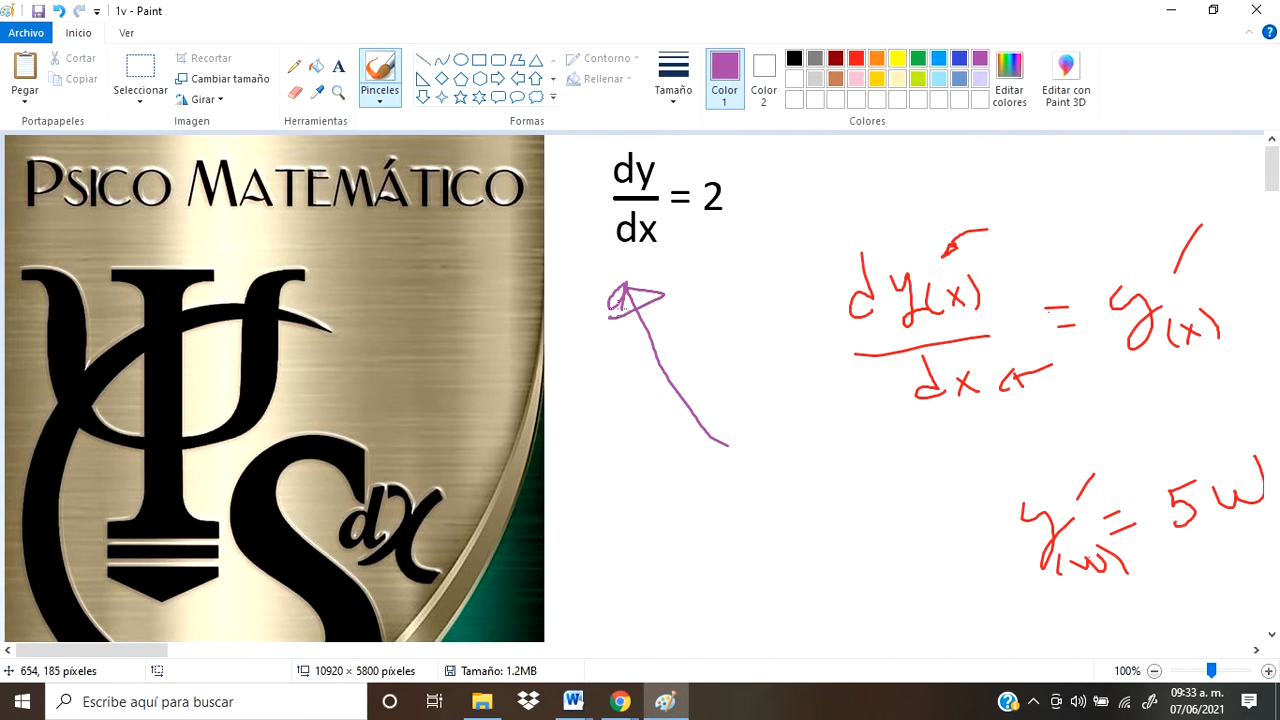 1v - Paint
Archivo Inicio Ver
Pegar
Cortar
Copiar
Portapapeles
Seleccionar
Recortar
Cambiar tamaño
Girar
Imagen
A
Herramientas
Pinceles
Contorno
Rellenar
Formas
Tamaño
Color 1
Color 2
Editar colores
Editar con Paint 3D
Colores
PSICO MATEMÁTICO
dx
dy
dx
= 2
dy(x)
dx
= y'(x)
y'(w) = 5w
654, 185 píxeles
10920 × 5800 píxeles
Tamaño: 1.2MB
100%
Escribe aquí para buscar
09:33 a. m.
07/06/2021